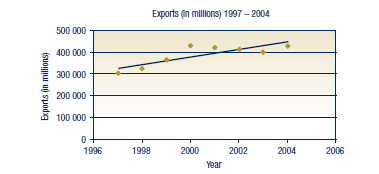 Exports (in millions) 1997 – 2004
Exports (in millions)
500 000
400 000
300 000
200 000
100 000
0
1996 1998 2000 2002 2004 2006
Year